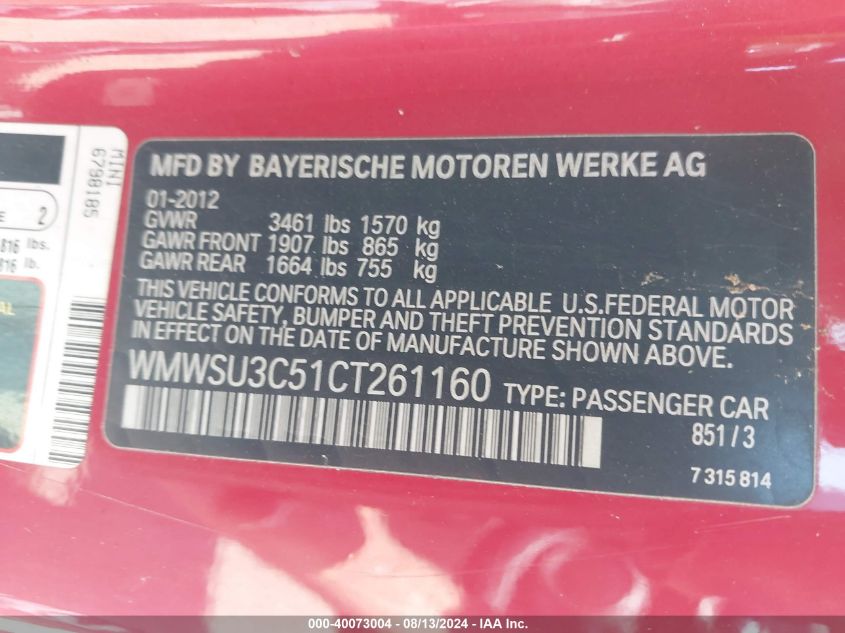 MFD BY BAYERISCHE MOTOREN WERKE AG
01-2012
GVWR 3461 lbs 1570 kg
GAWR FRONT 1907 lbs 865 kg
GAWR REAR 1664 lbs 755 kg
THIS VEHICLE CONFORMS TO ALL APPLICABLE U.S.FEDERAL MOTOR
VEHICLE SAFETY, BUMPER AND THEFT PREVENTION STANDARDS
IN EFFECT ON THE DATE OF MANUFACTURE SHOWN ABOVE.
WMWSU3C51CT261160 TYPE: PASSENGER CAR
851/3
7 315 814
MINI
6798185
2
816 lbs.
816 lb.
000-40073004 - 08/13/2024 - IAA Inc.